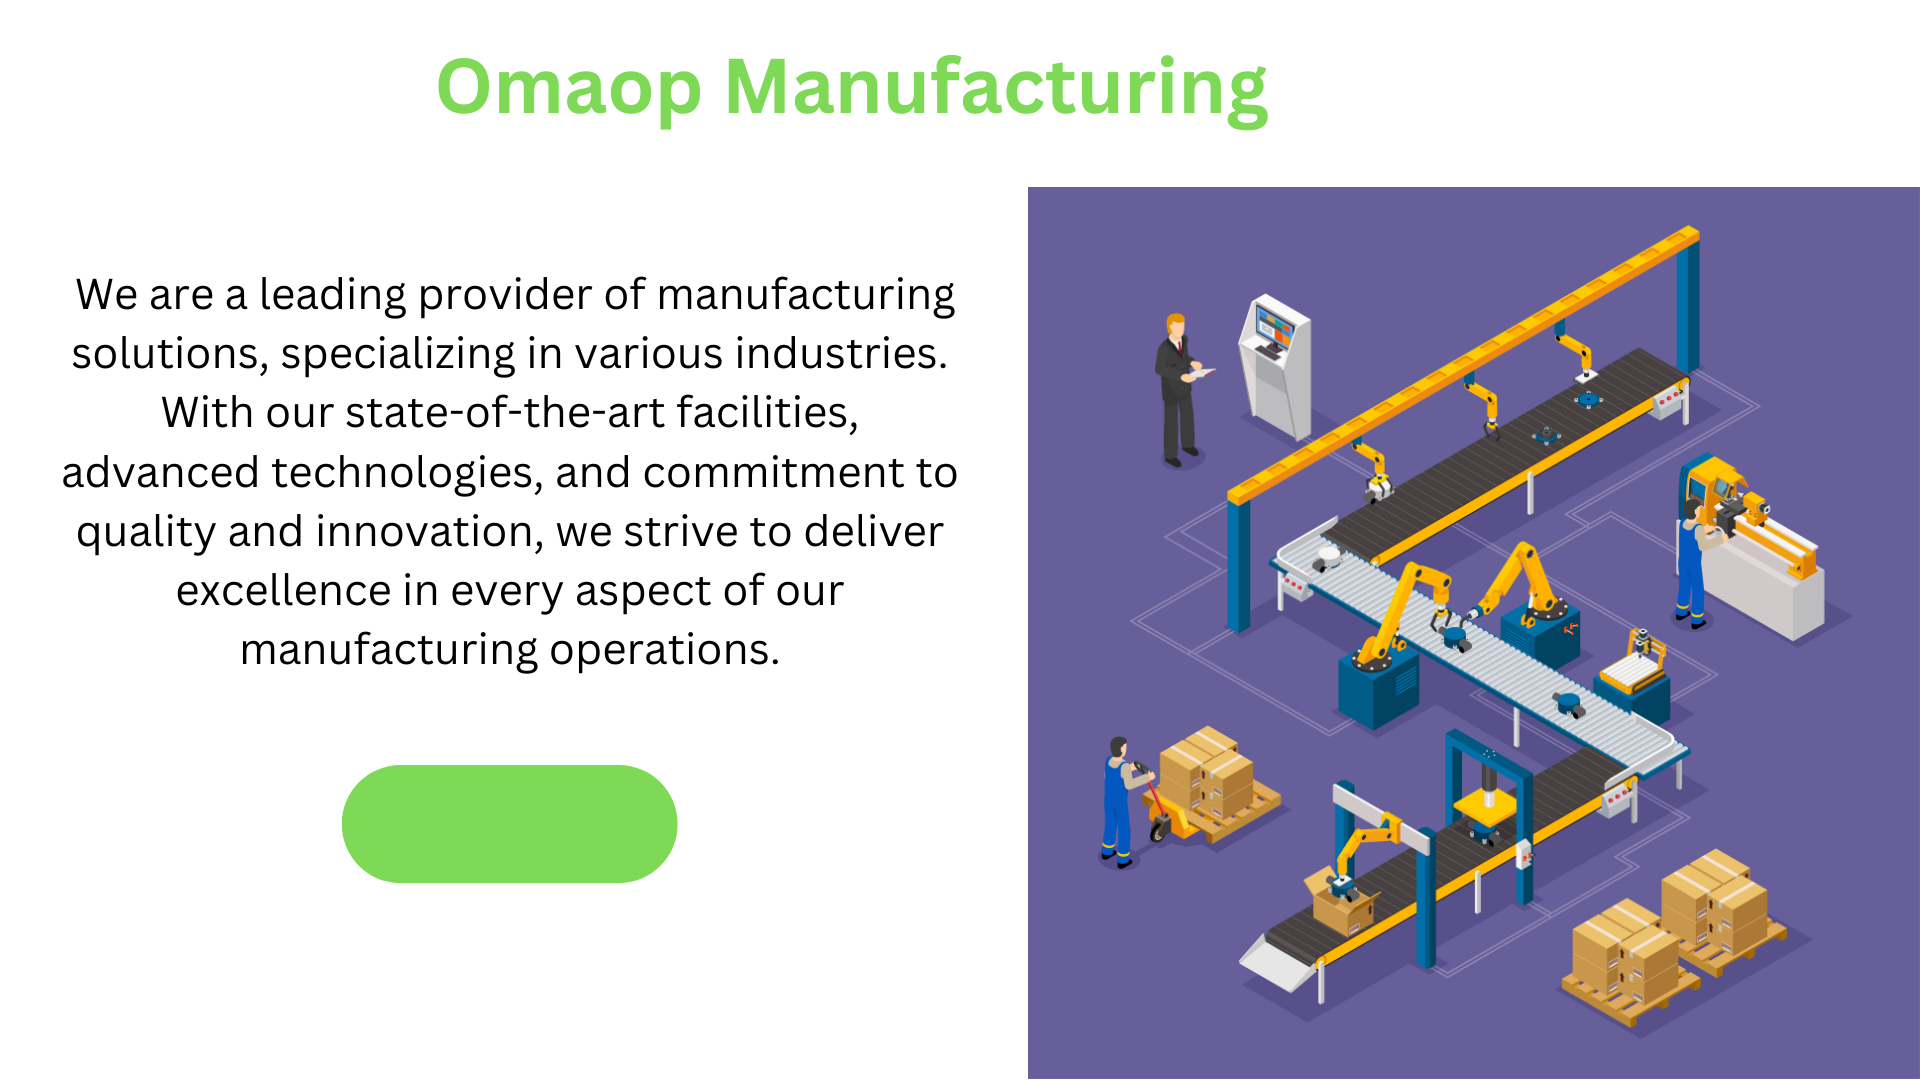 Omaop Manufacturing
We are a leading provider of manufacturing
solutions, specializing in various industries.
With our state-of-the-art facilities,
advanced technologies, and commitment to
quality and innovation, we strive to deliver
excellence in every aspect of our
manufacturing operations.